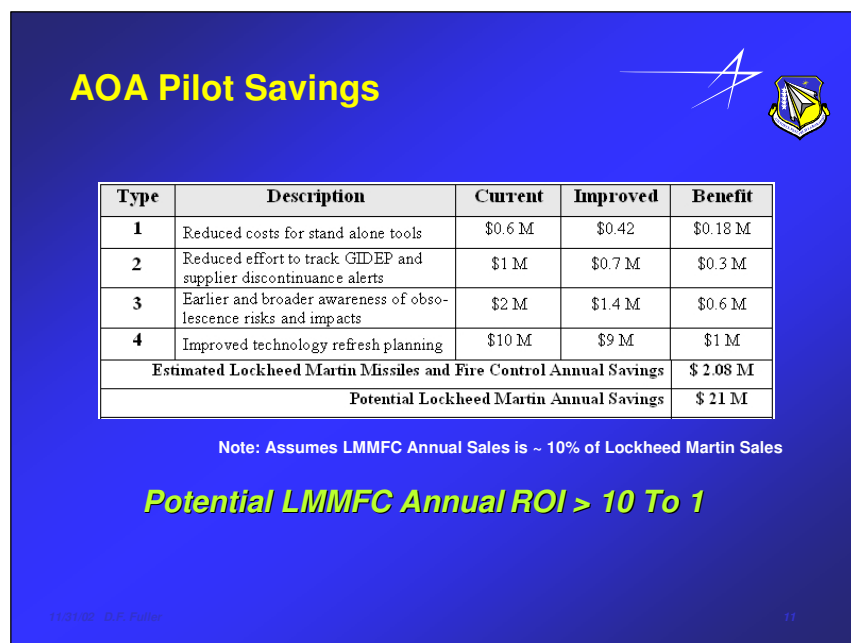 AOA Pilot Savings
Type Description Current Improved Benefit
1 Reduced costs for stand alone tools $0.6 M $0.42 $0.18 M
2 Reduced effort to track GIDEP and supplier discontinuance alerts $1 M $0.7 M $0.3 M
3 Earlier and broader awareness of obso-lescence risks and impacts $2 M $1.4 M $0.6 M
4 Improved technology refresh planning $10 M $9 M $1 M
Estimated Lockheed Martin Missiles and Fire Control Annual Savings $ 2.08 M
Potential Lockheed Martin Annual Savings $ 21 M
Note: Assumes LMMFC Annual Sales is ~ 10% of Lockheed Martin Sales
Potential LMMFC Annual ROI > 10 To 1
11